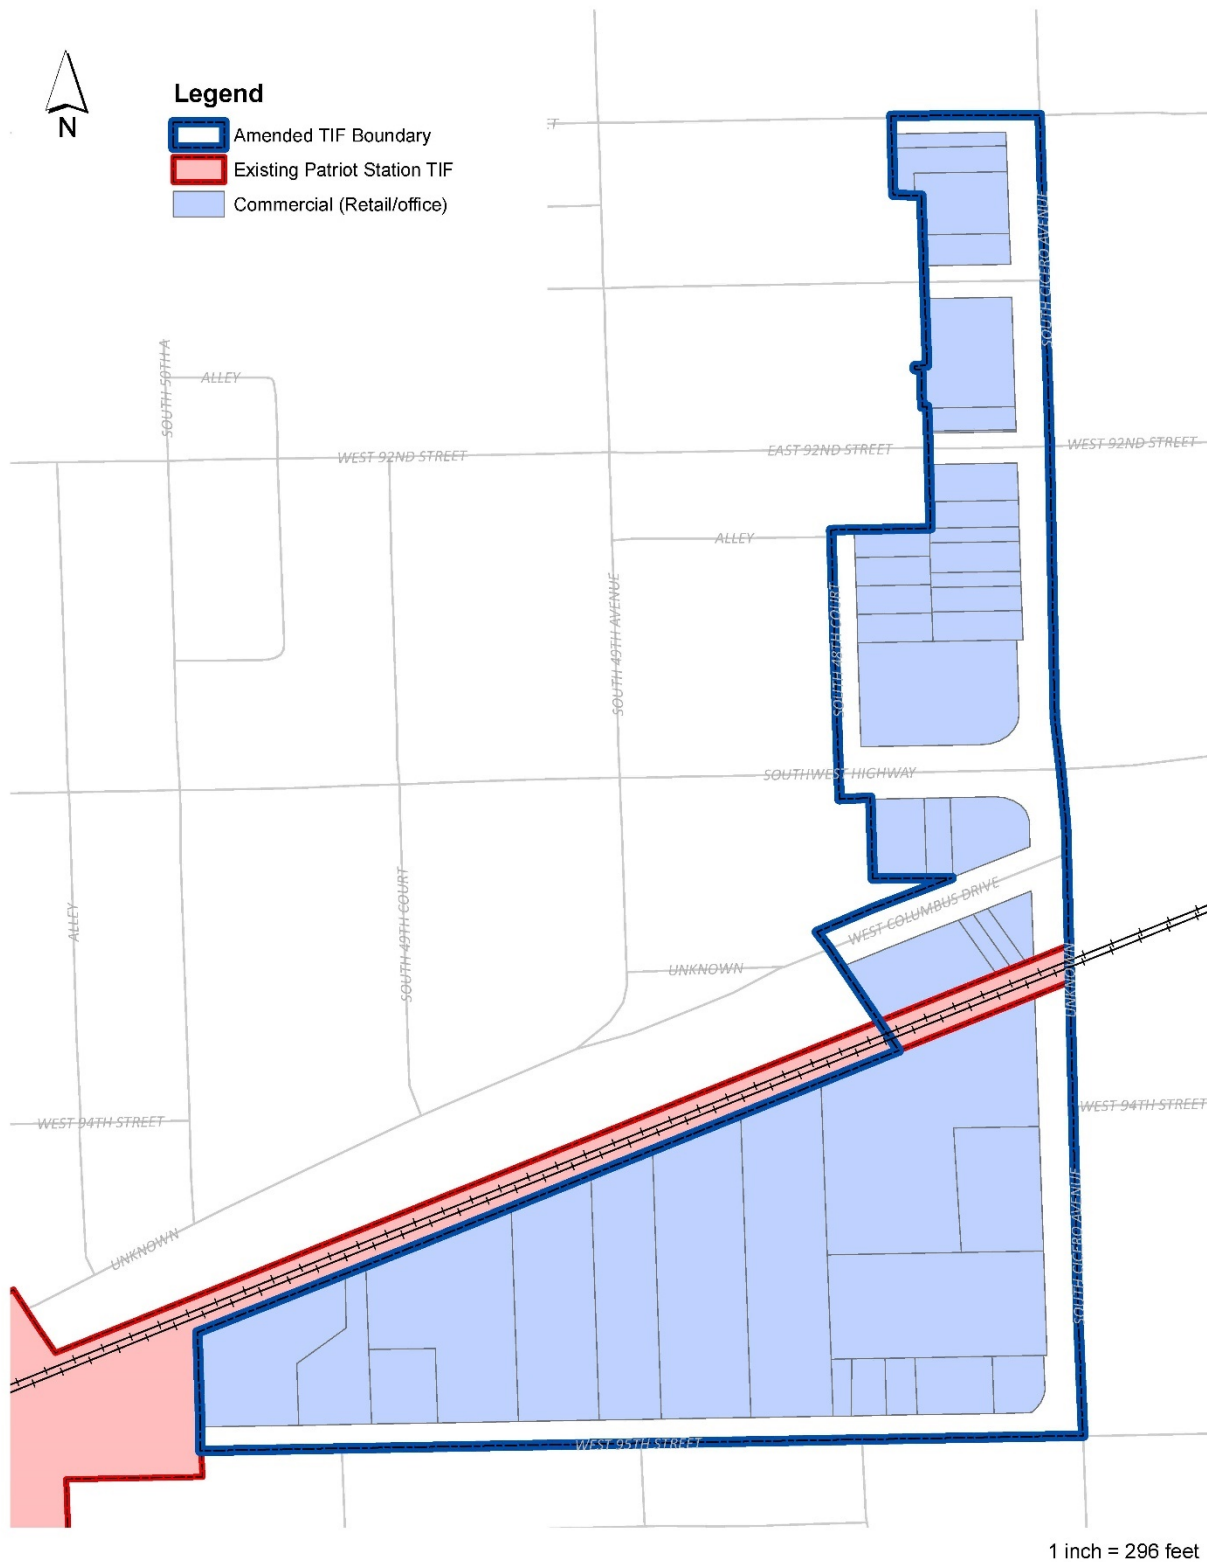 Legend
Amended TIF Boundary
Existing Patriot Station TIF
Commercial (Retail/office)
N
ET
SOUTH CICERO AVENUE
SOUTH 50TH A
ALLEY
WEST 92ND STREET
EAST 92ND STREET
WEST 92ND STREET
ALLEY
SOUTH 49TH AVENUE
SOUTH 48TH COURT
SOUTHWEST HIGHWAY
ALLEY
SOUTH 49TH COURT
WEST COLUMBUS DRIVE
UNKNOWN
UNKNOWN
WEST 94TH STREET
WEST 94TH STREET
UNKNOWN
SOUTH CICERO AVENUE
WEST 95TH STREET
1 inch = 296 feet